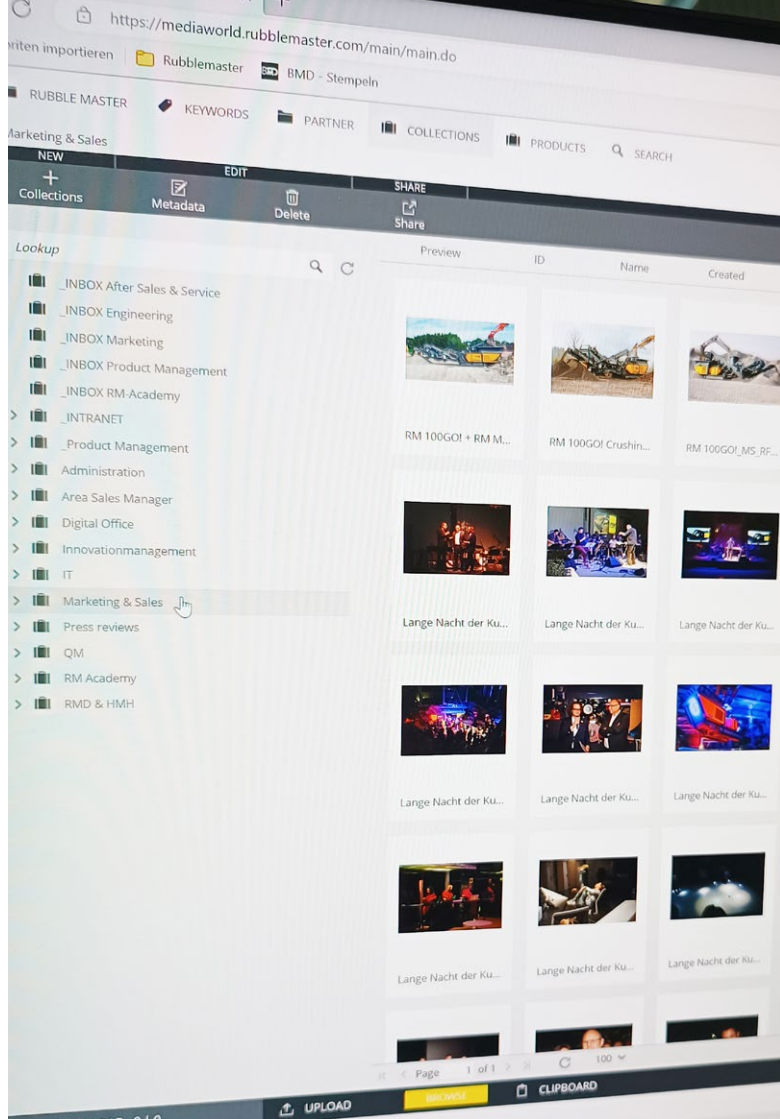 https://mediaworld.rubblemaster.com/main/main.do
riten importieren Rubblemaster BMD - Stempeln
RUBBLE MASTER KEYWORDS PARTNER COLLECTIONS PRODUCTS SEARCH
Marketing & Sales
NEW EDIT SHARE
Collections Metadata Delete Share
Lookup
Preview ID Name Created
_INBOX After Sales & Service
_INBOX Engineering
_INBOX Marketing
_INBOX Product Management
_INBOX RM-Academy
_INTRANET
_Product Management
Administration
Area Sales Manager
Digital Office
Innovationmanagement
IT
Marketing & Sales
Press reviews
QM
RM Academy
RMD & HMH
RM 100GO! + RM M... RM 100GO! Crushin... RM 100GO!_MS_RF...
Lange Nacht der Ku... Lange Nacht der Ku... Lange Nacht der Ku...
Lange Nacht der Ku... Lange Nacht der Ku... Lange Nacht der Ku...
Lange Nacht der Ku... Lange Nacht der Ku... Lange Nacht der Ku...
Page 1 of 1 100
UPLOAD BROWSE CLIPBOARD